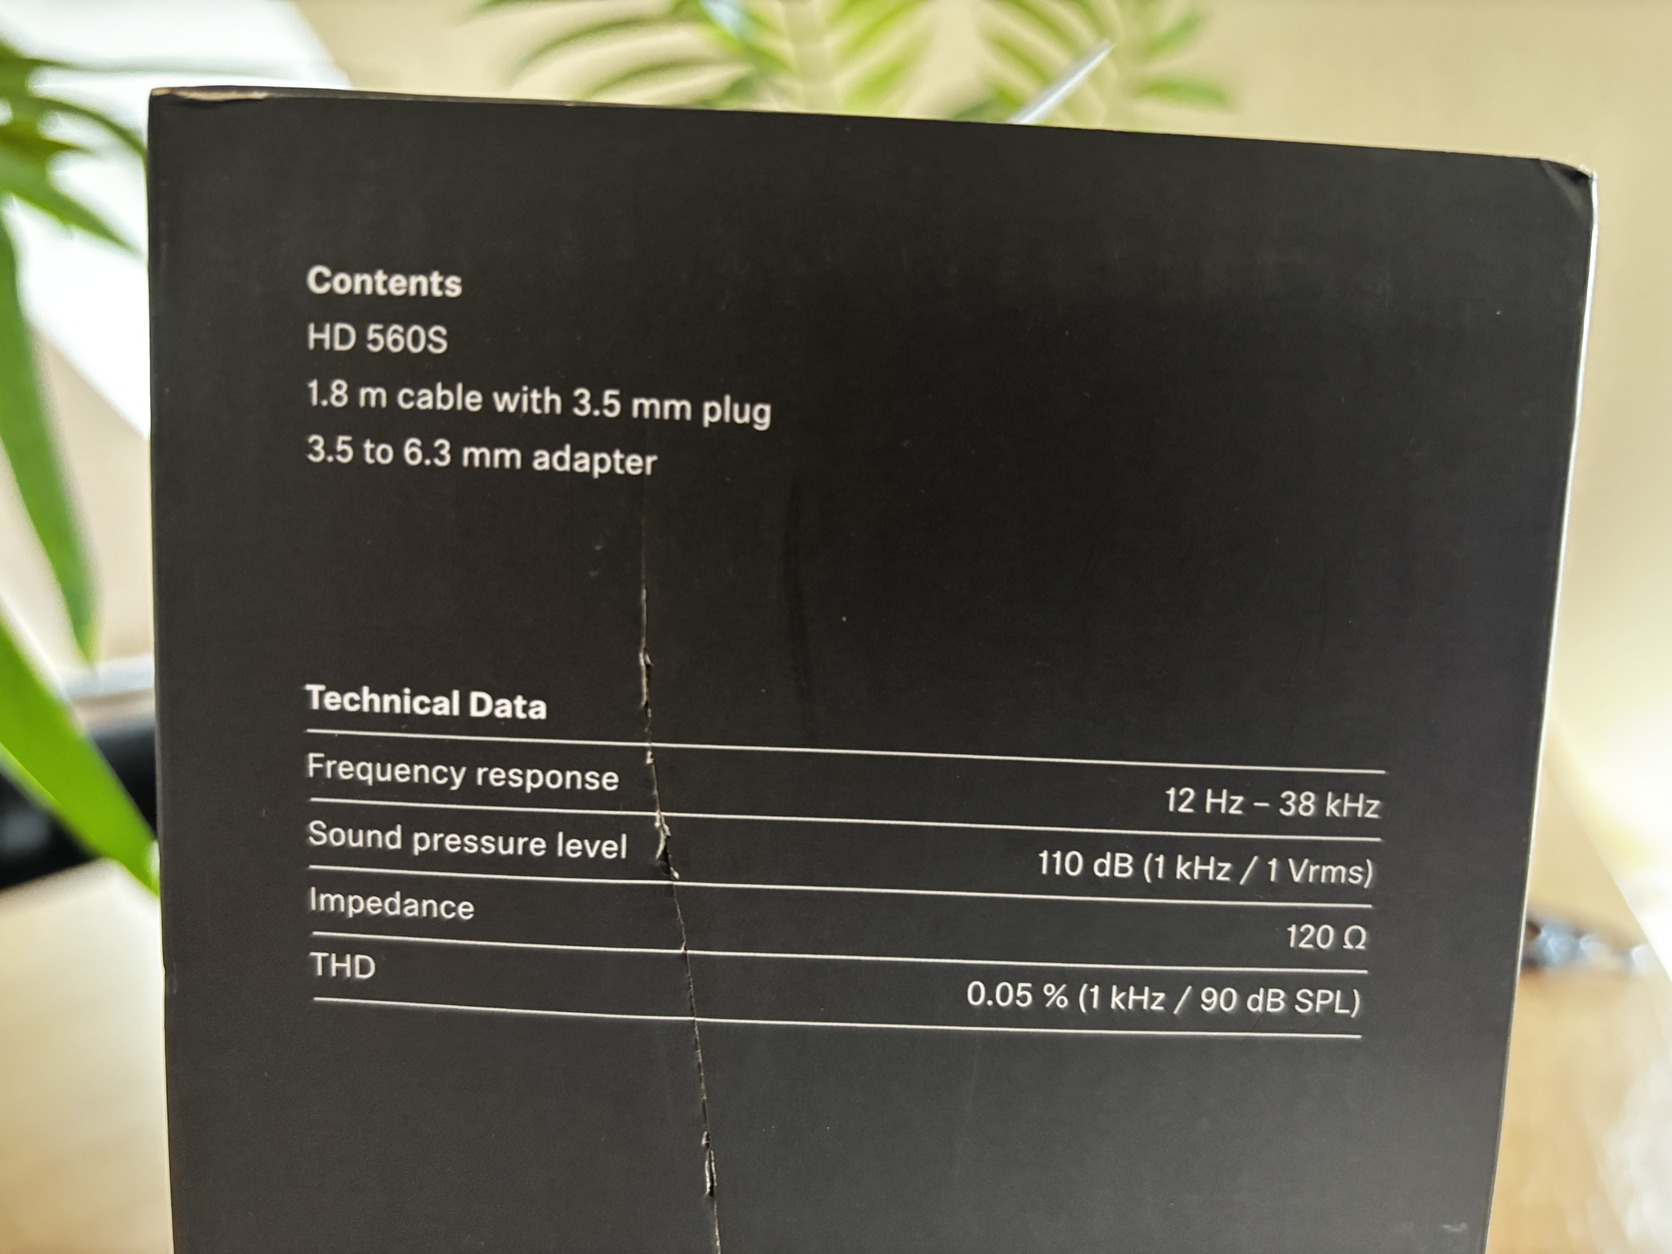 Contents
HD 560S
1.8 m cable with 3.5 mm plug
3.5 to 6.3 mm adapter
Technical Data
Frequency response 12 Hz – 38 kHz
Sound pressure level 110 dB (1 kHz / 1 Vrms)
Impedance 120 Ω
THD 0.05 % (1 kHz / 90 dB SPL)